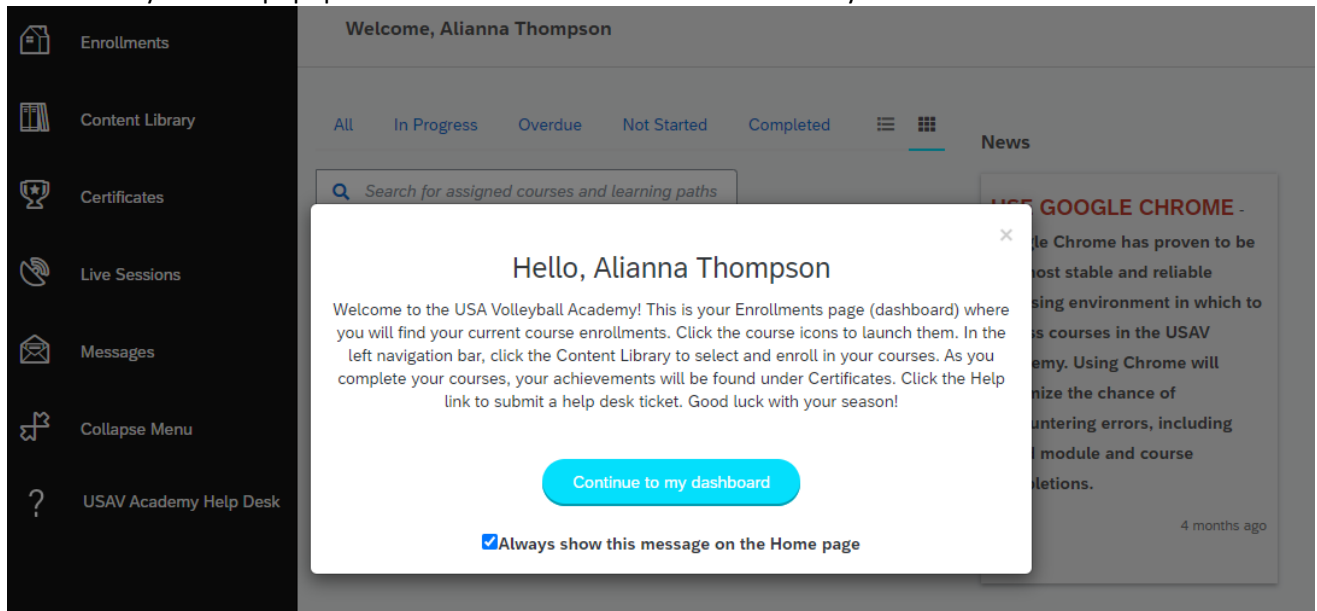 Enrollments
Content Library
Certificates
Live Sessions
Messages
Collapse Menu
? USAV Academy Help Desk
Welcome, Alianna Thompson
All In Progress Overdue Not Started Completed
Search for assigned courses and learning paths
×
Hello, Alianna Thompson
Welcome to the USA Volleyball Academy! This is your Enrollments page (dashboard) where
you will find your current course enrollments. Click the course icons to launch them. In the
left navigation bar, click the Content Library to select and enroll in your courses. As you
complete your courses, your achievements will be found under Certificates. Click the Help
link to submit a help desk ticket. Good luck with your season!
Continue to my dashboard
Always show this message on the Home page
News
GOOGLE CHROME -
Chrome has proven to be
stable and reliable
environment in which to
courses in the USAV
Using Chrome will
the chance of
including
module and course
4 months ago